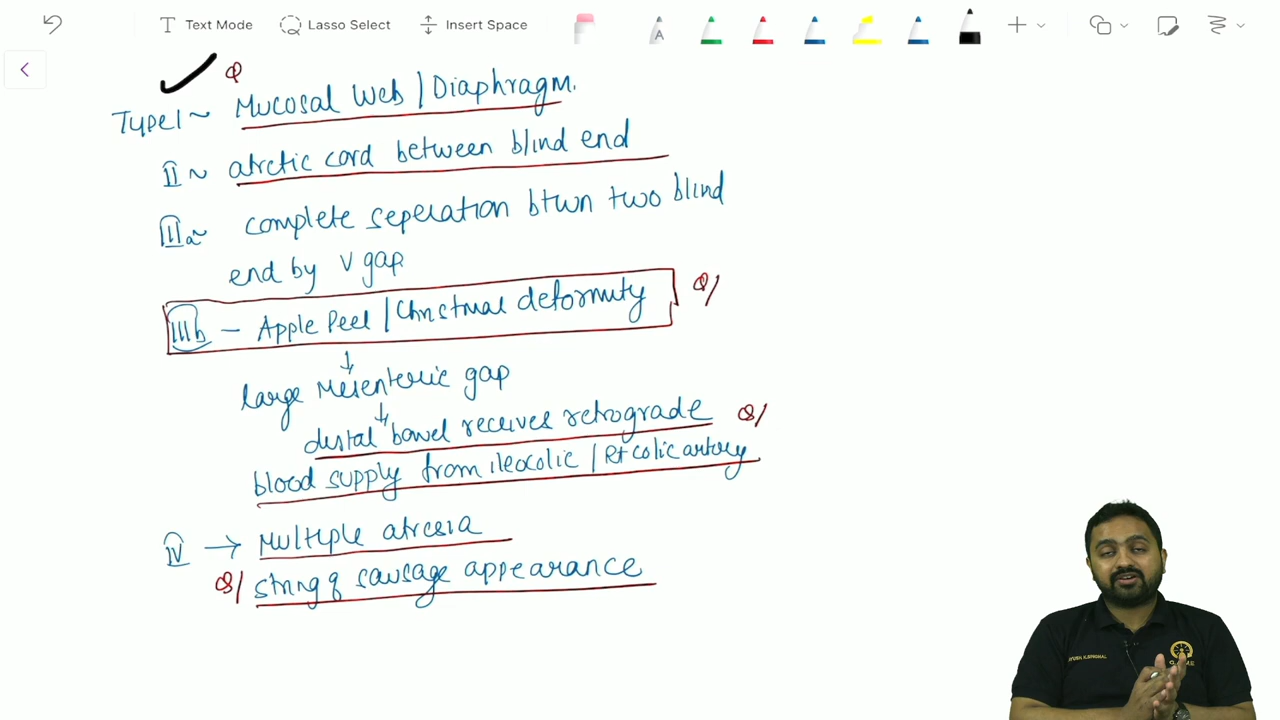 Text Mode Lasso Select Insert Space
A
Q
Type 1 ~ Mucosal Web / Diaphragm.
II ~ atretic cord between blind end
IIIa ~ complete seperation btwn two blind
end by V gap
IIIb - Apple Peel / Christmal deformity Q/
↓
large Mesenteric gap
↓
distal bowel receives retrograde Q/
blood supply from ileocolic / Rt colic artery
IV → Multiple atresia
Q/ string of sausage appearance